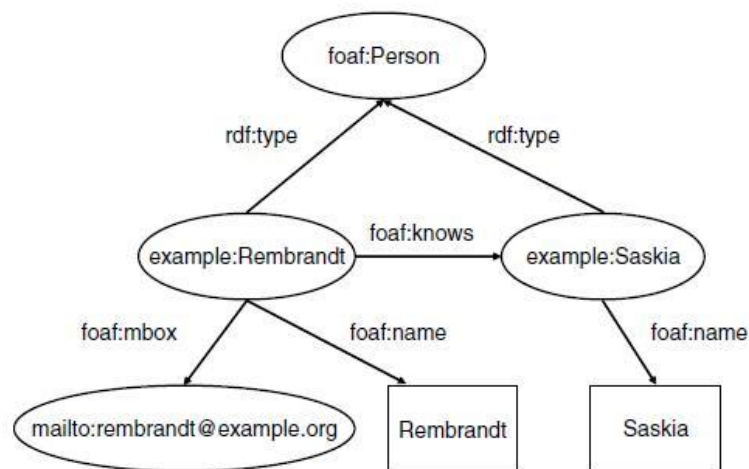 foaf:Person
rdf:type
rdf:type
foaf:knows
example:Rembrandt
example:Saskia
foaf:mbox
foaf:name
foaf:name
mailto:rembrandt@example.org
Rembrandt
Saskia